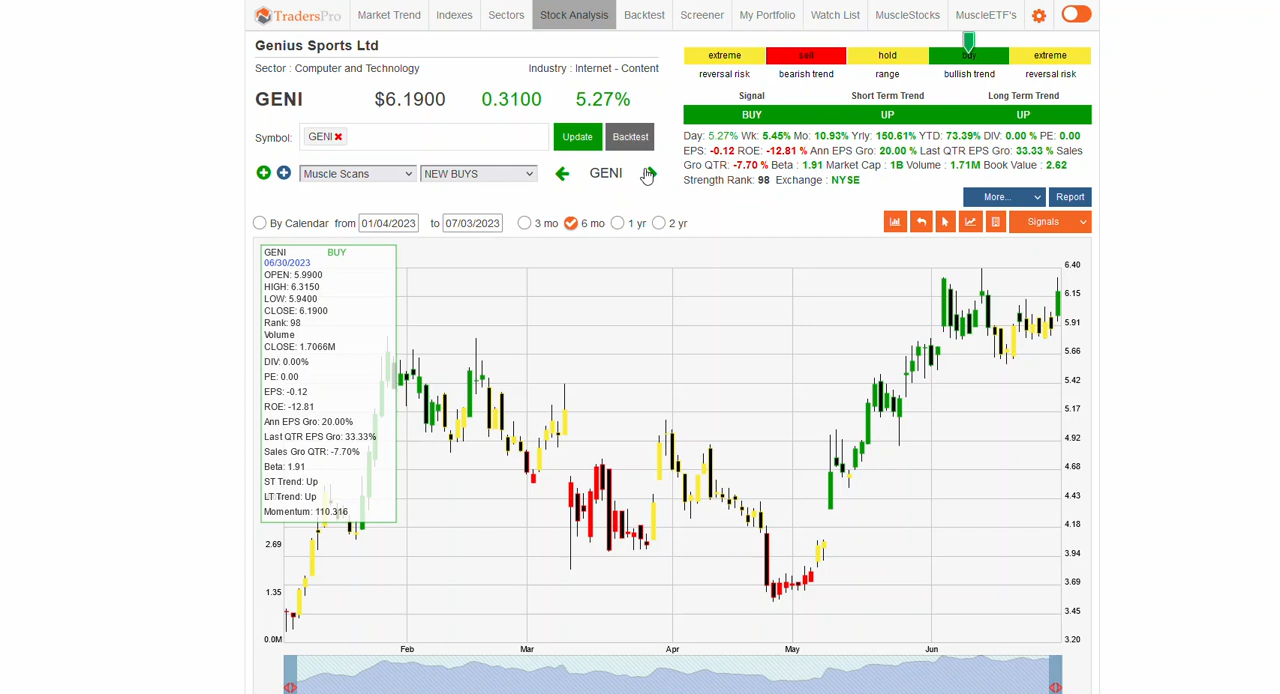 TradersPro
Market Trend
Indexes
Sectors
Stock Analysis
Backtest
Screener
My Portfolio
Watch List
MuscleStocks
MuscleETF's
Genius Sports Ltd
Sector : Computer and Technology
Industry : Internet - Content
GENI
$6.1900
0.3100
5.27%
Symbol:
GENI
Update
Backtest
Muscle Scans
NEW BUYS
GENI
extreme
sell
hold
buy
extreme
reversal risk
bearish trend
range
bullish trend
reversal risk
Signal
Short Term Trend
Long Term Trend
BUY
UP
UP
Day: 5.27% Wk: 5.45% Mo: 10.93% Yrly: 150.61% YTD: 73.39% DIV: 0.00 % PE: 0.00
EPS: -0.12 ROE: -12.81 % Ann EPS Gro: 20.00 % Last QTR EPS Gro: 33.33 % Sales
Gro QTR: -7.70 % Beta : 1.91 Market Cap : 1B Volume : 1.71M Book Value : 2.62
Strength Rank: 98 Exchange : NYSE
More...
Report
By Calendar from 01/04/2023 to 07/03/2023
3 mo
6 mo
1 yr
2 yr
Signals
GENI BUY
06/30/2023
OPEN: 5.9900
HIGH: 6.3150
LOW: 5.9400
CLOSE: 6.1900
Rank: 98
Volume
CLOSE: 1.7066M
DIV: 0.00%
PE: 0.00
EPS: -0.12
ROE: -12.81
Ann EPS Gro: 20.00%
Last QTR EPS Gro: 33.33%
Sales Gro QTR: -7.70%
Beta: 1.91
ST Trend: Up
LT Trend: Up
Momentum: 110.316
2.69
1.35
0.0M
6.40
6.15
5.91
5.66
5.42
5.17
4.92
4.68
4.43
4.18
3.94
3.69
3.45
3.20
Feb
Mar
Apr
May
Jun